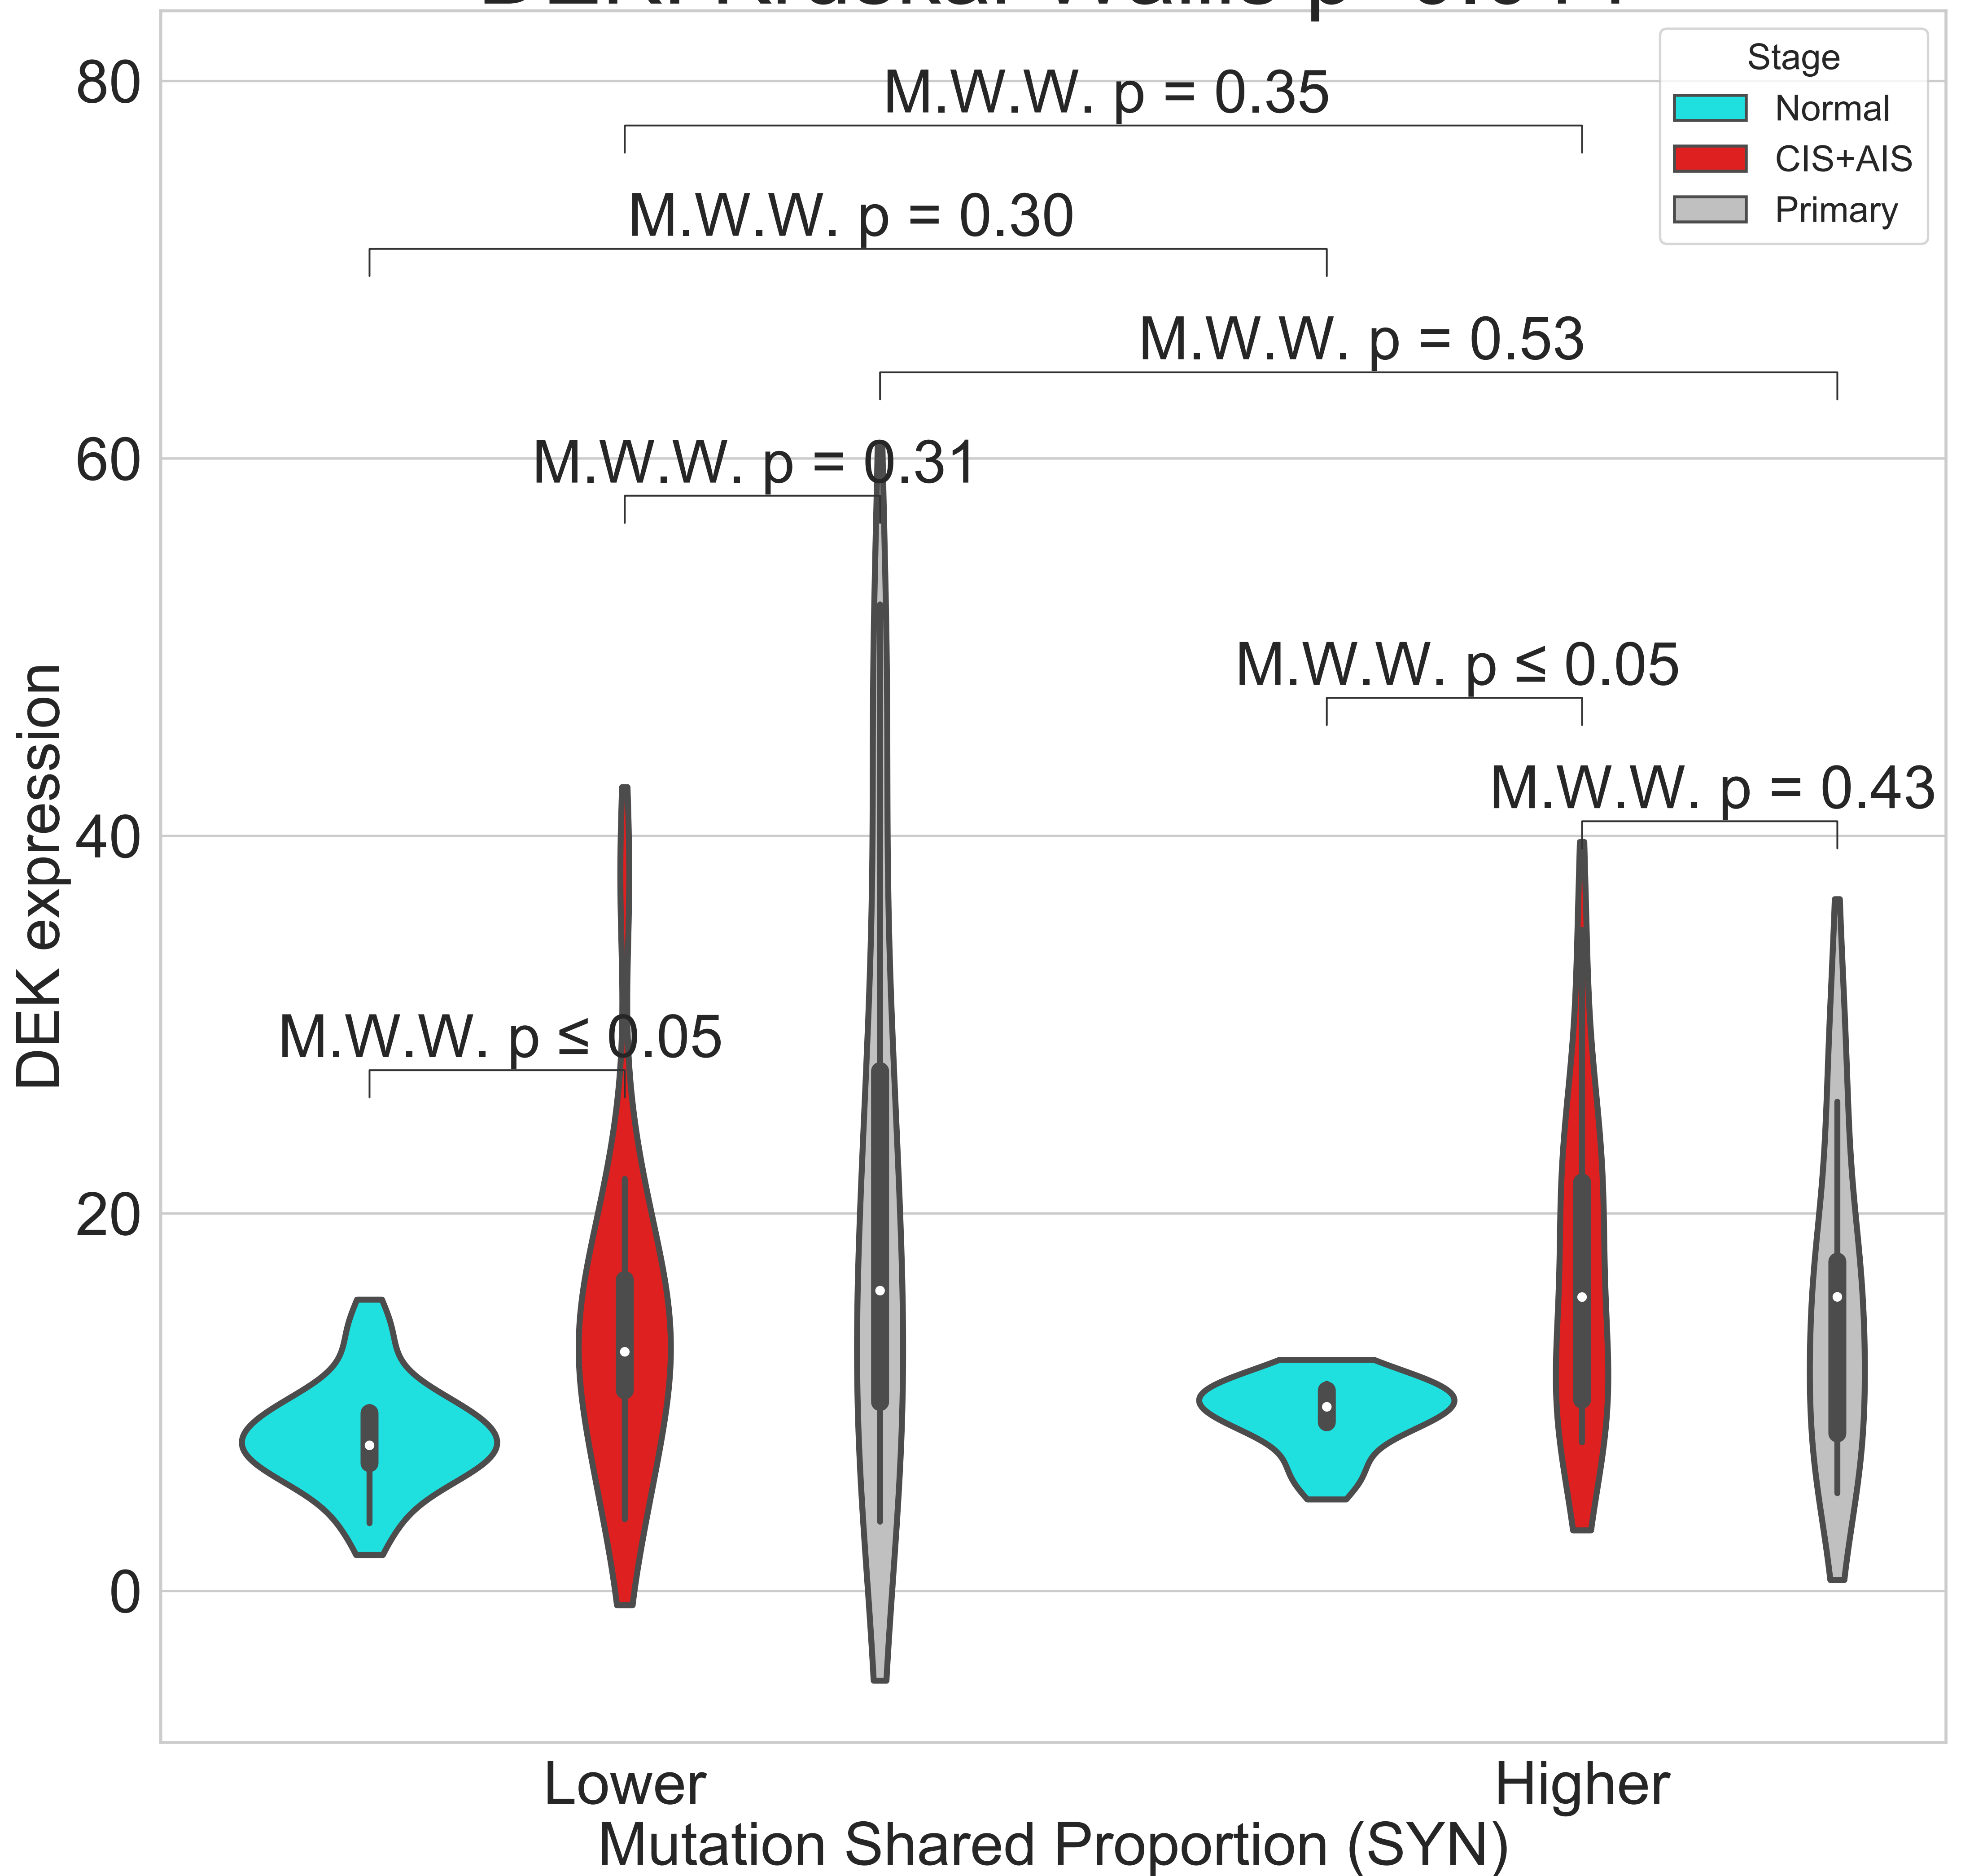 80
60
40
20
0
DEK expression
M.W.W. p = 0.35
M.W.W. p = 0.30
M.W.W. p = 0.53
M.W.W. p = 0.31
M.W.W. p ≤ 0.05
M.W.W. p = 0.43
M.W.W. p ≤ 0.05
Stage
Normal
CIS+AIS
Primary
Lower
Higher
Mutation Shared Proportion (SYN)